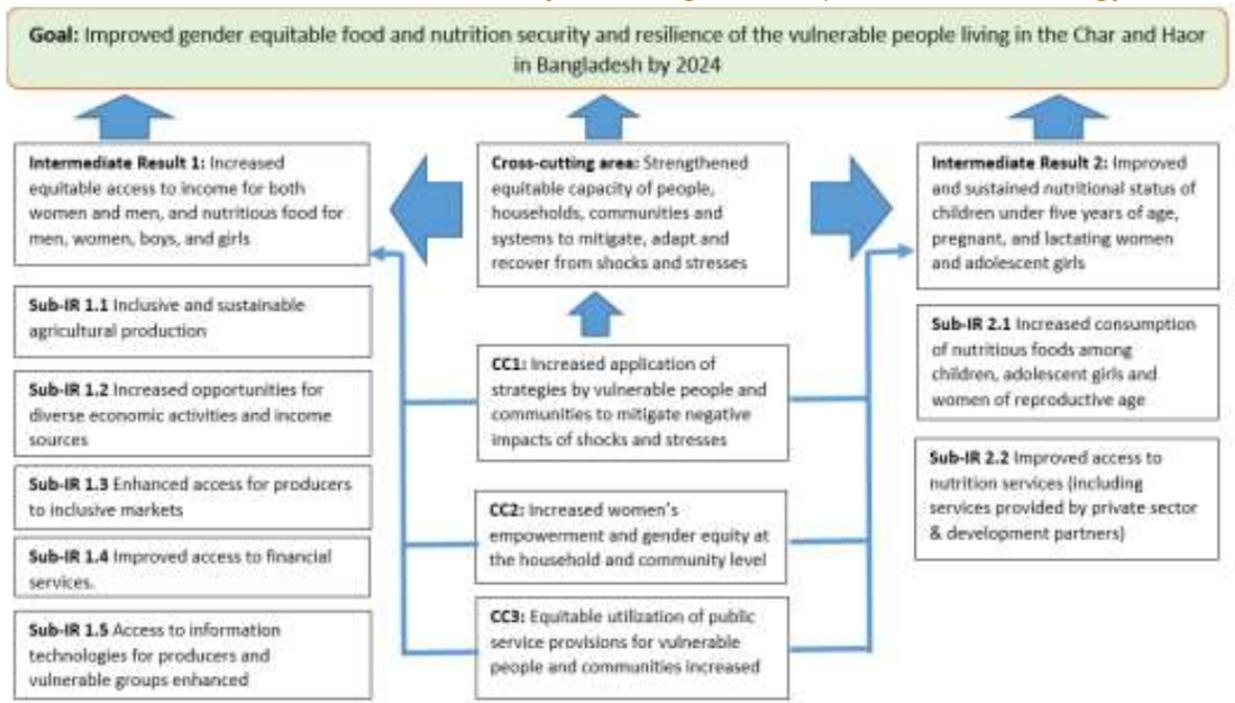 Goal: Improved gender equitable food and nutrition security and resilience of the vulnerable people living in the Char and Haor
in Bangladesh by 2024
Intermediate Result 1: Increased
equitable access to income for both
women and men, and nutritious food for
men, women, boys, and girls
Sub-IR 1.1 Inclusive and sustainable
agricultural production
Sub-IR 1.2 Increased opportunities for
diverse economic activities and income
sources
Sub-IR 1.3 Enhanced access for producers
to inclusive markets
Sub-IR 1.4 Improved access to financial
services.
Sub-IR 1.5 Access to information
technologies for producers and
vulnerable groups enhanced
Cross-cutting area: Strengthened
equitable capacity of people,
households, communities and
systems to mitigate, adapt and
recover from shocks and stresses
CC1: Increased application of
strategies by vulnerable people and
communities to mitigate negative
impacts of shocks and stresses
CC2: Increased women's
empowerment and gender equity at
the household and community level
CC3: Equitable utilization of public
service provisions for vulnerable
people and communities increased
Intermediate Result 2: Improved
and sustained nutritional status of
children under five years of age,
pregnant, and lactating women
and adolescent girls
Sub-IR 2.1 Increased consumption
of nutritious foods among
children, adolescent girls and
women of reproductive age
Sub-IR 2.2 Improved access to
nutrition services (including
services provided by private sector
& development partners)